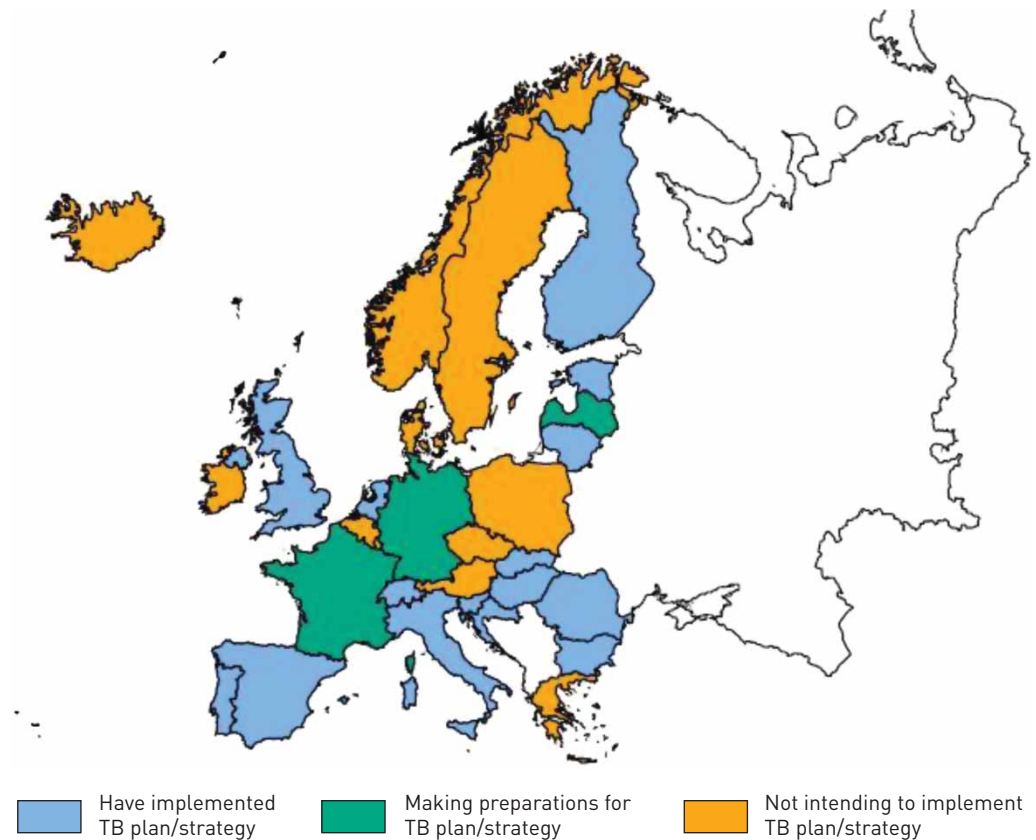 Have implemented
TB plan/strategy
Making preparations for
TB plan/strategy
Not intending to implement
TB plan/strategy